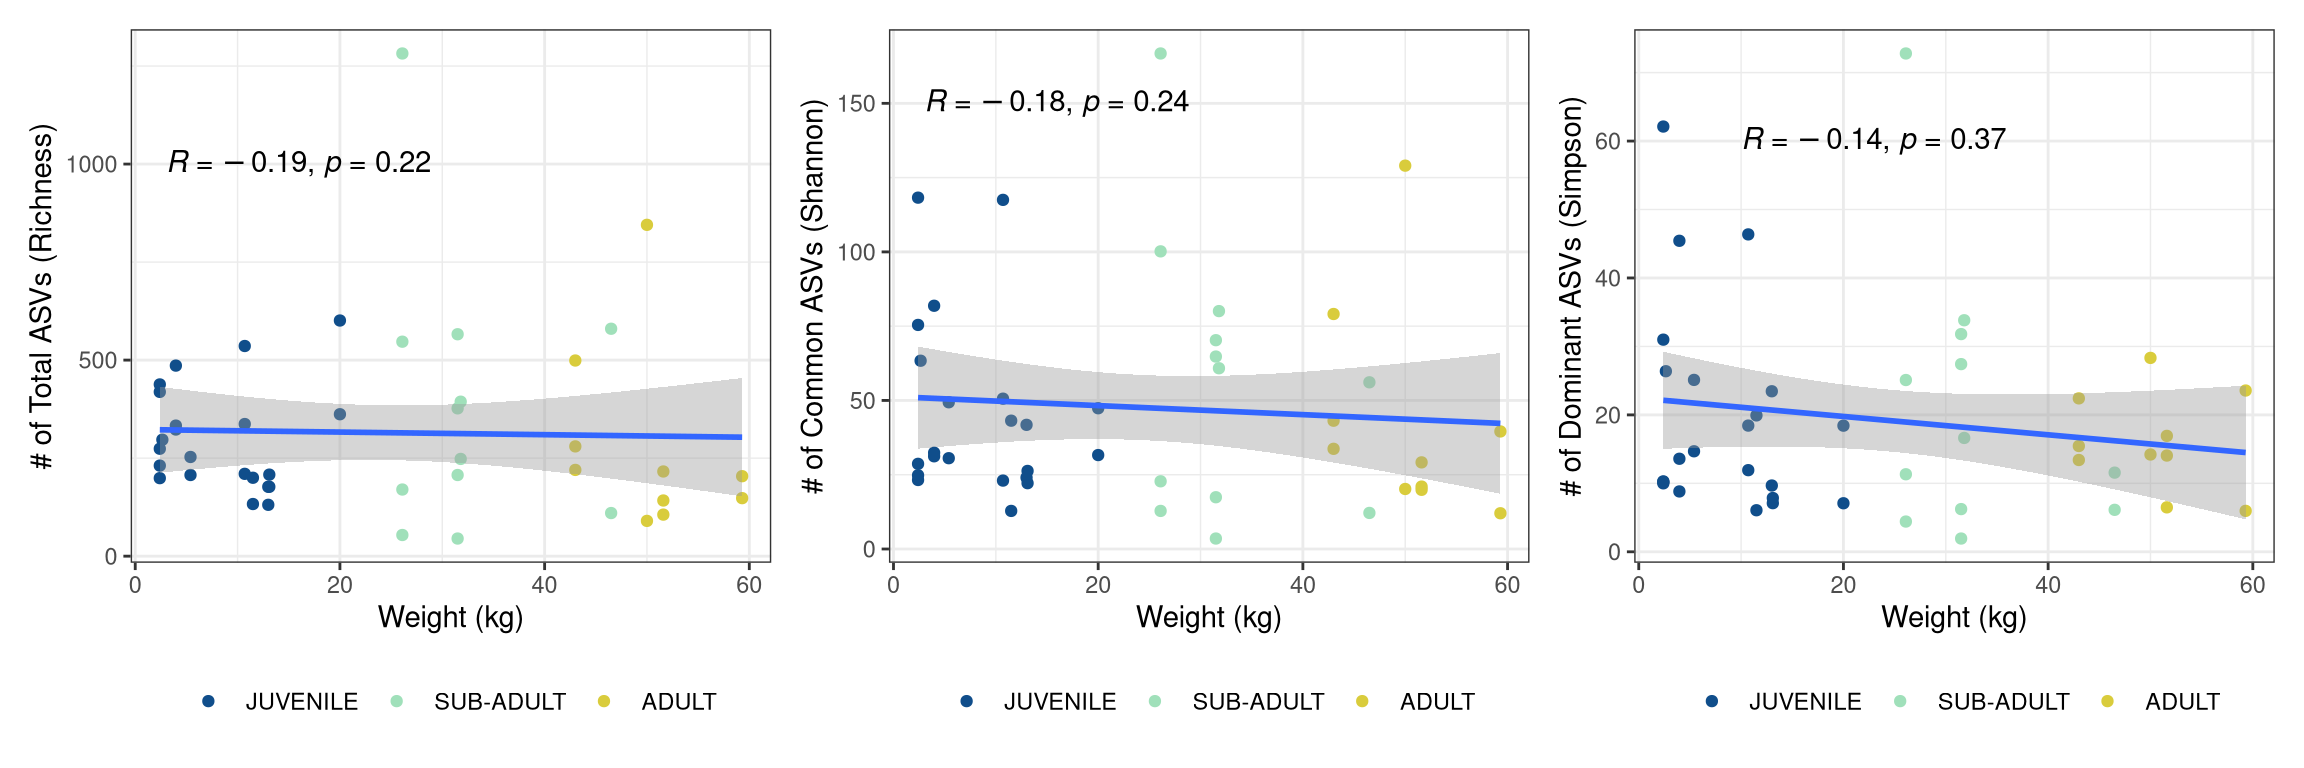 # of Total ASVs (Richness)
1000
500
0
R = −0.19, p = 0.22
0 20 40 60
Weight (kg)
JUVENILE SUB-ADULT ADULT
# of Common ASVs (Shannon)
150
100
50
0
R = −0.18, p = 0.24
0 20 40 60
Weight (kg)
JUVENILE SUB-ADULT ADULT
# of Dominant ASVs (Simpson)
60
40
20
0
R = −0.14, p = 0.37
0 20 40 60
Weight (kg)
JUVENILE SUB-ADULT ADULT